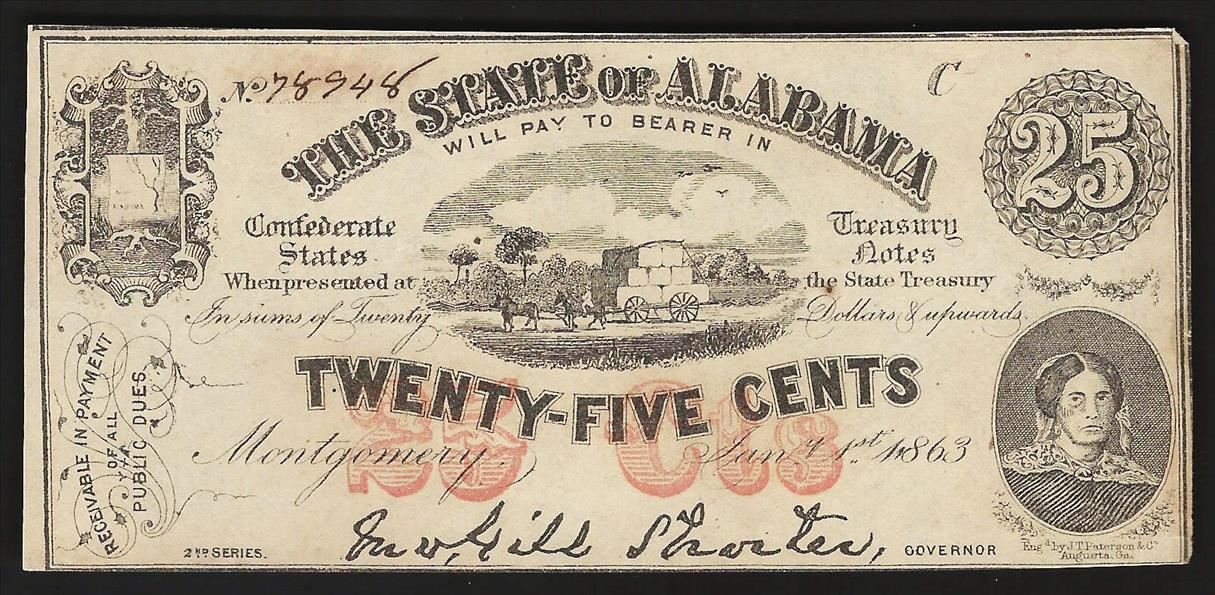 No. 78948
C
THE STATE OF ALABAMA
25
WILL PAY TO BEARER IN
Confederate States
Treasury Notes
When presented at the State Treasury
In sums of Twenty Dollars & upwards.
TWENTY-FIVE CENTS
25 Cts
Montgomery, Jany. 1st. 1863
RECEIVABLE IN PAYMENT
OF ALL
PUBLIC DUES.
2ND SERIES.
Jno. Gill Shorter, GOVERNOR
Engd. by J.T. Paterson & Co.
Augusta, Ga.